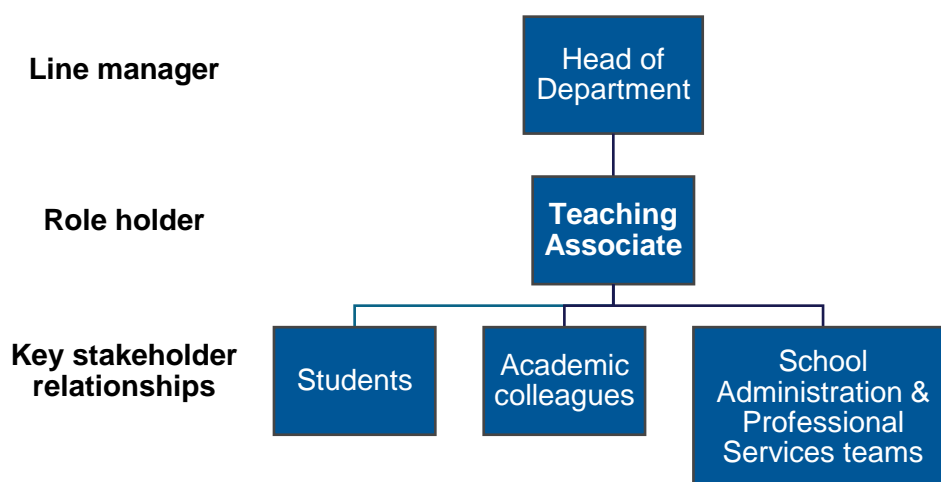 Line manager
Head of
Department
Role holder
Teaching
Associate
Key stakeholder
relationships
Students
Academic
colleagues
School
Administration &
Professional
Services teams